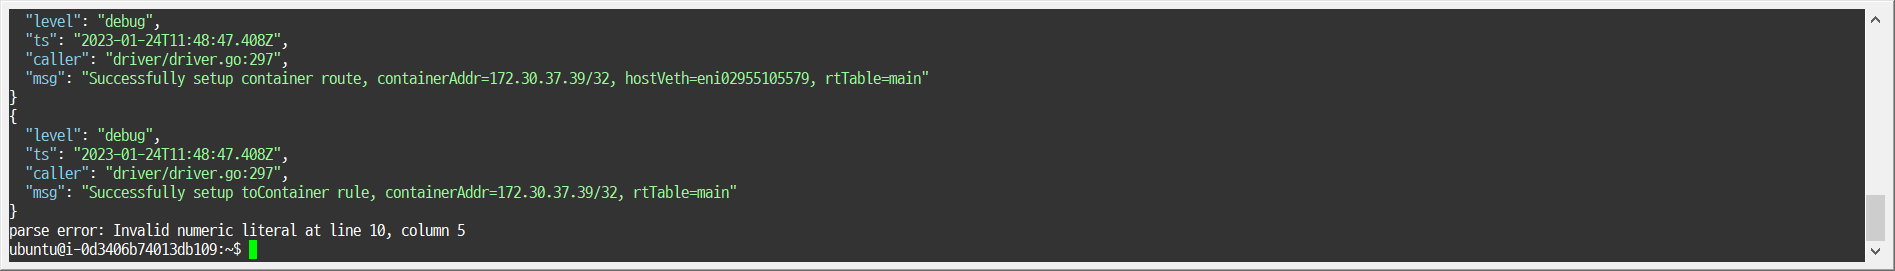 "level": "debug",
"ts": "2023-01-24T11:48:47.408Z",
"caller": "driver/driver.go:297",
"msg": "Successfully setup container route, containerAddr=172.30.37.39/32, hostVeth=eni02955105579, rtTable=main"
}
{
"level": "debug",
"ts": "2023-01-24T11:48:47.408Z",
"caller": "driver/driver.go:297",
"msg": "Successfully setup toContainer rule, containerAddr=172.30.37.39/32, rtTable=main"
}
parse error: Invalid numeric literal at line 10, column 5
ubuntu@i-0d3406b74013db109:~$